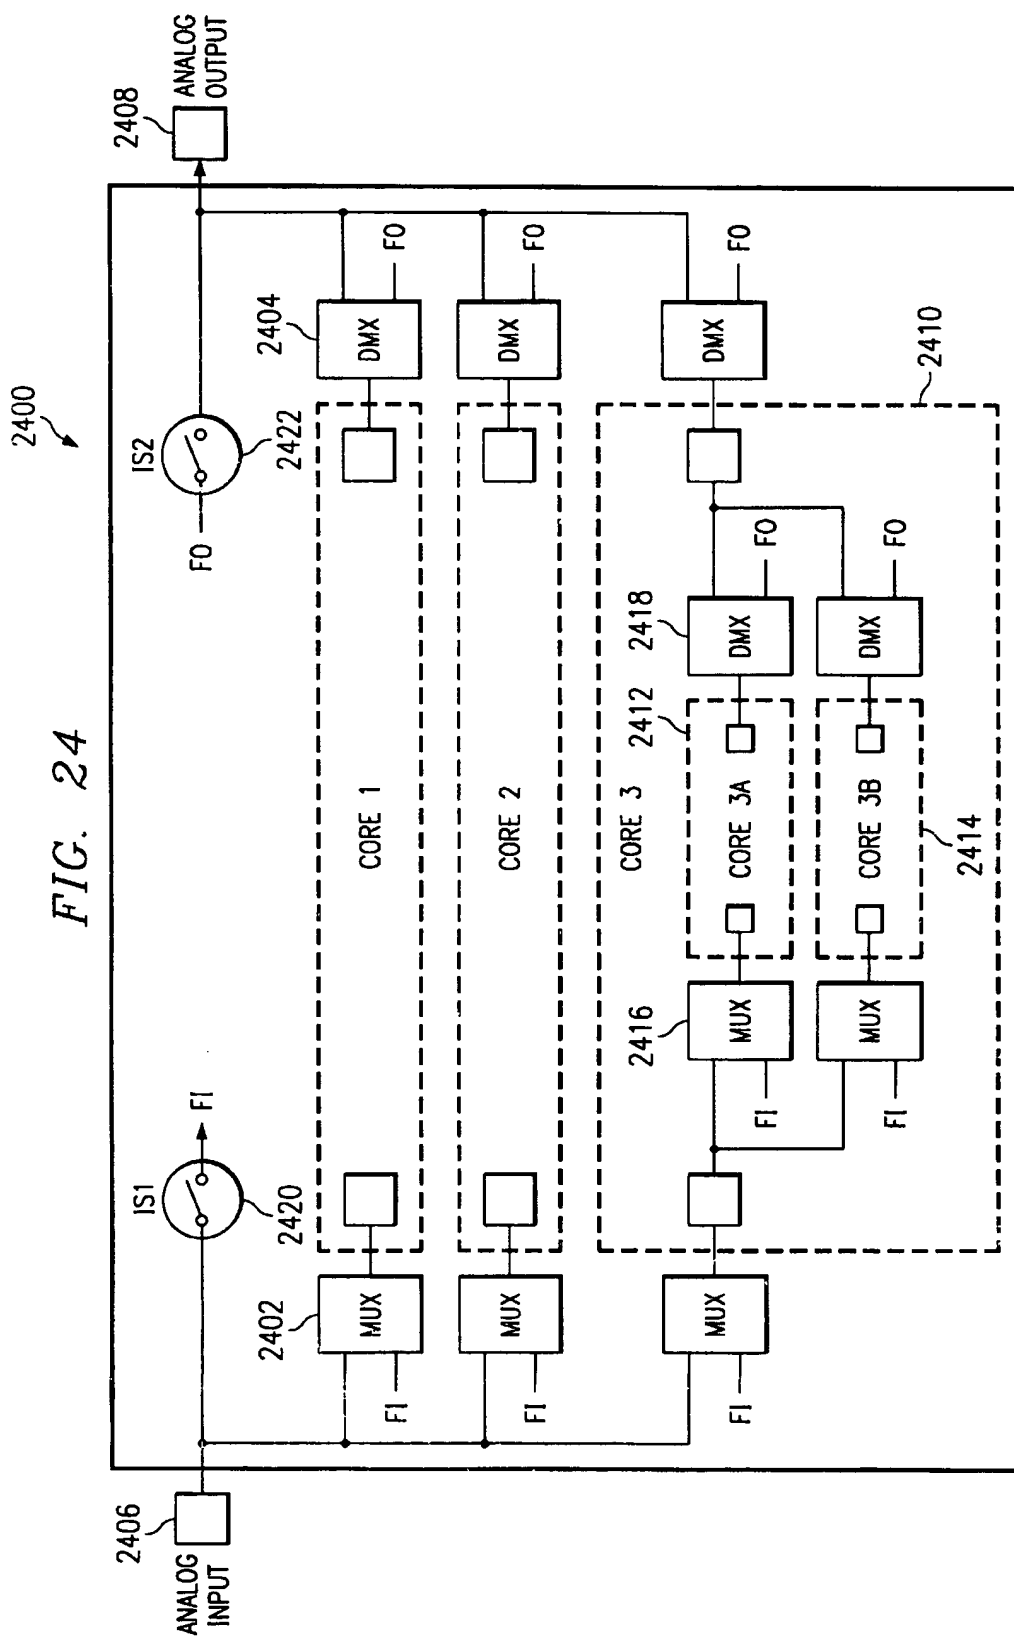 FIG. 24
2400
2406
ANALOG
INPUT
IS1
FI
2420
FO
IS2
2422
2408
ANALOG
OUTPUT
2402
MUX
FI
CORE 1
2404
DMX
FO
MUX
FI
CORE 2
DMX
FO
MUX
FI
CORE 3
DMX
FO
2410
2416
MUX
FI
2412
CORE 3A
2418
DMX
FO
MUX
FI
CORE 3B
2414
DMX
FO